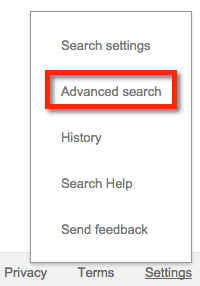 Search settings
Advanced search
History
Search Help
Send feedback
Privacy Terms Settings